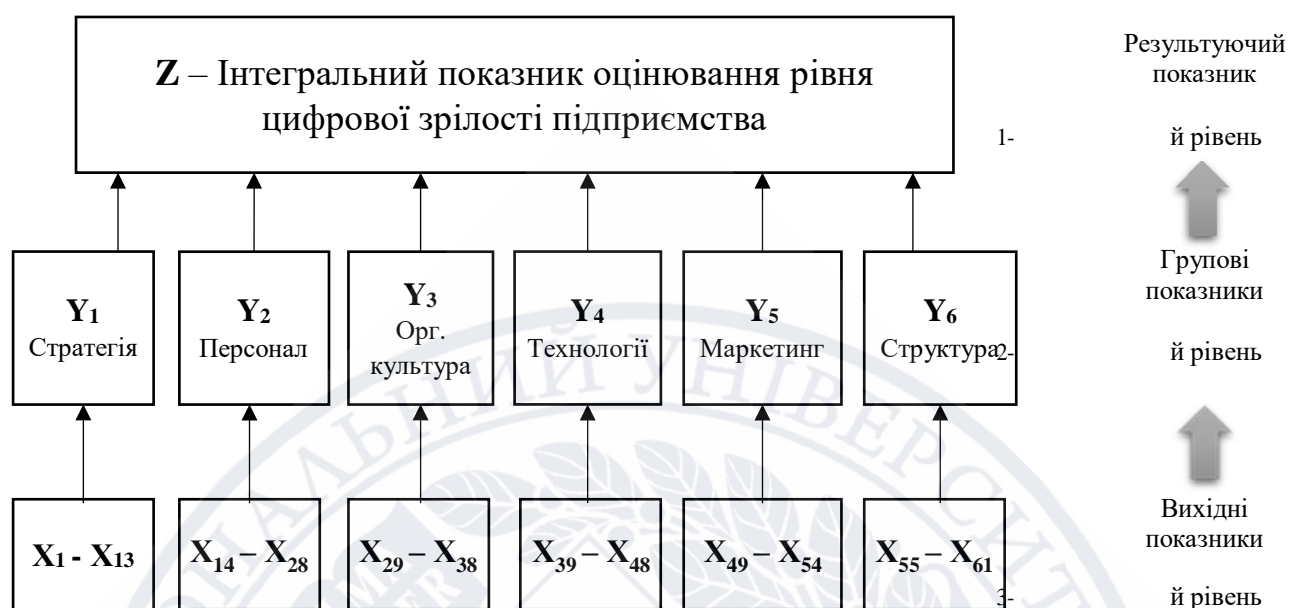 Z – Інтегральний показник оцінювання рівня
цифрової зрілості підприємства
Результуючий
показник
1- й рівень
Y1
Стратегія
Y2
Персонал
Y3
Орг.
культура
Y4
Технології
Y5
Маркетинг
Y6
Структура
Групові
показники
2- й рівень
X1 - X13
X14 – X28
X29 – X38
X39 – X48
X49 – X54
X55 – X61
Вихідні
показники
3- й рівень
НАЦІОНАЛЬНИЙ УНІВЕРСИТ